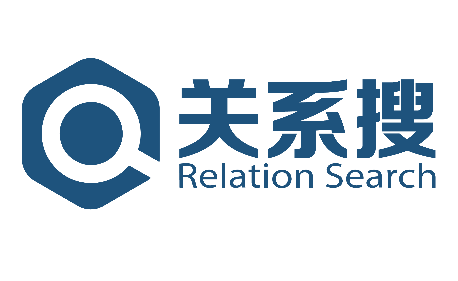 关系搜
Relation Search